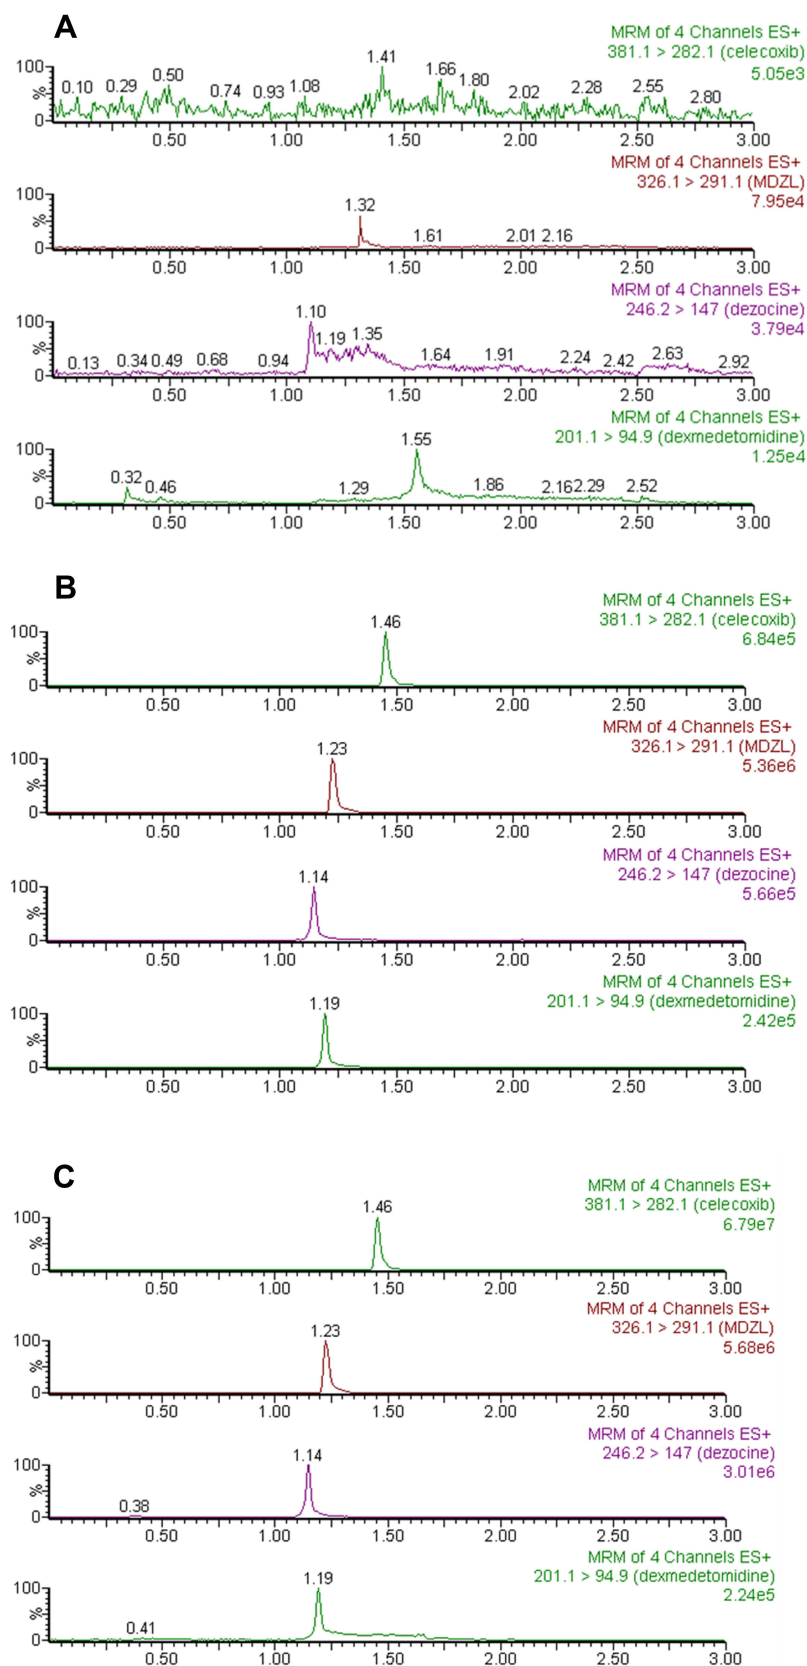 A
MRM of 4 Channels ES+
381.1 > 282.1 (celecoxib)
5.05e3
100
%
0
0.10 0.29 0.50 0.74 0.93 1.08 1.41 1.66 1.80 2.02 2.28 2.55 2.80
0.50 1.00 1.50 2.00 2.50 3.00
MRM of 4 Channels ES+
326.1 > 291.1 (MDZL)
7.95e4
100
%
0
1.32 1.61 2.01 2.16
0.50 1.00 1.50 2.00 2.50 3.00
MRM of 4 Channels ES+
246.2 > 147 (dezocine)
3.79e4
100
%
0
0.13 0.34 0.49 0.68 0.94 1.10 1.19 1.35 1.64 1.91 2.24 2.42 2.63 2.92
0.50 1.00 1.50 2.00 2.50 3.00
MRM of 4 Channels ES+
201.1 > 94.9 (dexmedetomidine)
1.25e4
100
%
0
0.32 0.46 1.29 1.55 1.86 2.16 2.29 2.52
0.50 1.00 1.50 2.00 2.50 3.00
B
MRM of 4 Channels ES+
381.1 > 282.1 (celecoxib)
6.84e5
100
%
0
1.46
0.50 1.00 1.50 2.00 2.50 3.00
MRM of 4 Channels ES+
326.1 > 291.1 (MDZL)
5.36e6
100
%
0
1.23
0.50 1.00 1.50 2.00 2.50 3.00
MRM of 4 Channels ES+
246.2 > 147 (dezocine)
5.66e5
100
%
0
1.14
0.50 1.00 1.50 2.00 2.50 3.00
MRM of 4 Channels ES+
201.1 > 94.9 (dexmedetomidine)
2.42e5
100
%
0
1.19
0.50 1.00 1.50 2.00 2.50 3.00
C
MRM of 4 Channels ES+
381.1 > 282.1 (celecoxib)
6.79e7
100
%
0
1.46
0.50 1.00 1.50 2.00 2.50 3.00
MRM of 4 Channels ES+
326.1 > 291.1 (MDZL)
5.68e6
100
%
0
1.23
0.50 1.00 1.50 2.00 2.50 3.00
MRM of 4 Channels ES+
246.2 > 147 (dezocine)
3.01e6
100
%
0
0.38 1.14
0.50 1.00 1.50 2.00 2.50 3.00
MRM of 4 Channels ES+
201.1 > 94.9 (dexmedetomidine)
2.24e5
100
%
0
0.41 1.19
0.50 1.00 1.50 2.00 2.50 3.00